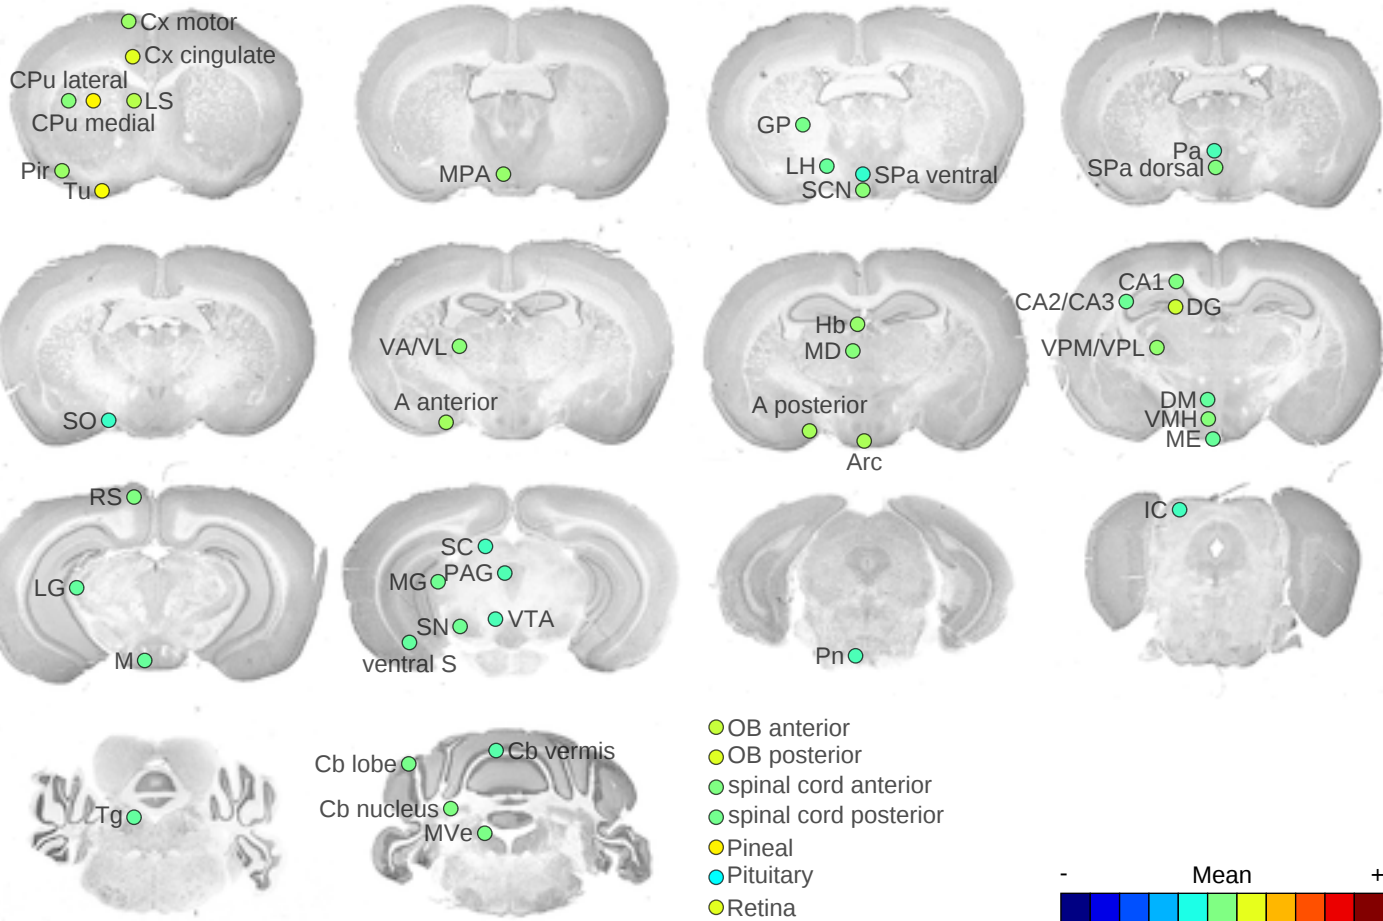 Cx motor
Cx cingulate
CPu lateral
LS
CPu medial
Pir
Tu
MPA
GP
LH
SPa ventral
SCN
Pa
SPa dorsal
SO
VA/VL
A anterior
Hb
MD
A posterior
Arc
CA1
CA2/CA3
DG
VPM/VPL
DM
VMH
ME
RS
LG
M
SC
PAG
MG
VTA
SN
ventral S
Pn
IC
Tg
Cb lobe
Cb vermis
Cb nucleus
MVe
OB anterior
OB posterior
spinal cord anterior
spinal cord posterior
Pineal
Pituitary
Retina
- Mean +